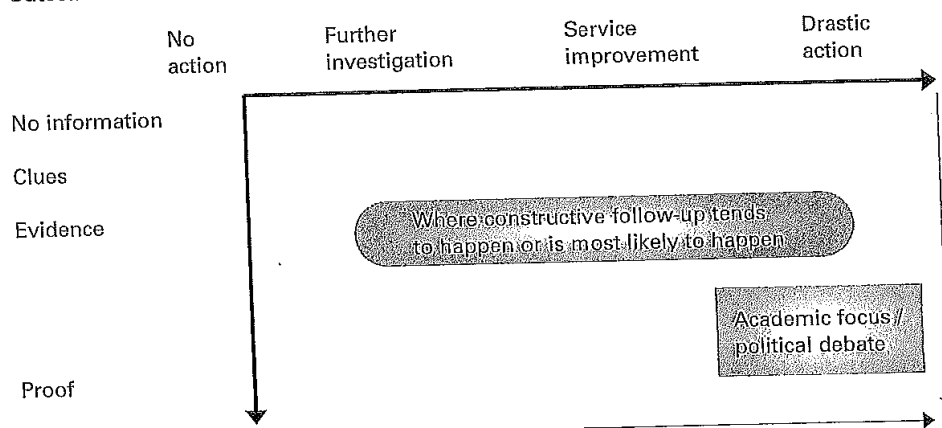 No
action
Further
investigation
Service
improvement
Drastic
action
No information
Clues
Evidence
Where constructive follow-up tends
to happen or is most likely to happen
Academic focus /
political debate
Proof